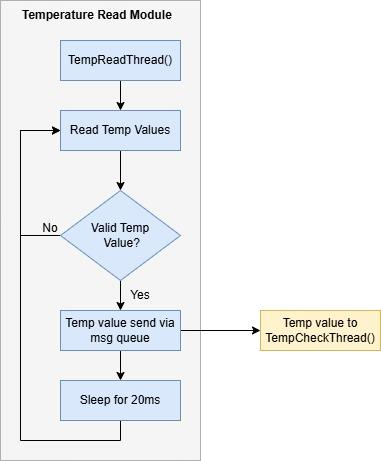 Temperature Read Module
TempReadThread()
Read Temp Values
Valid Temp
Value?
No
Yes
Temp value send via
msg queue
Temp value to
TempCheckThread()
Sleep for 20ms